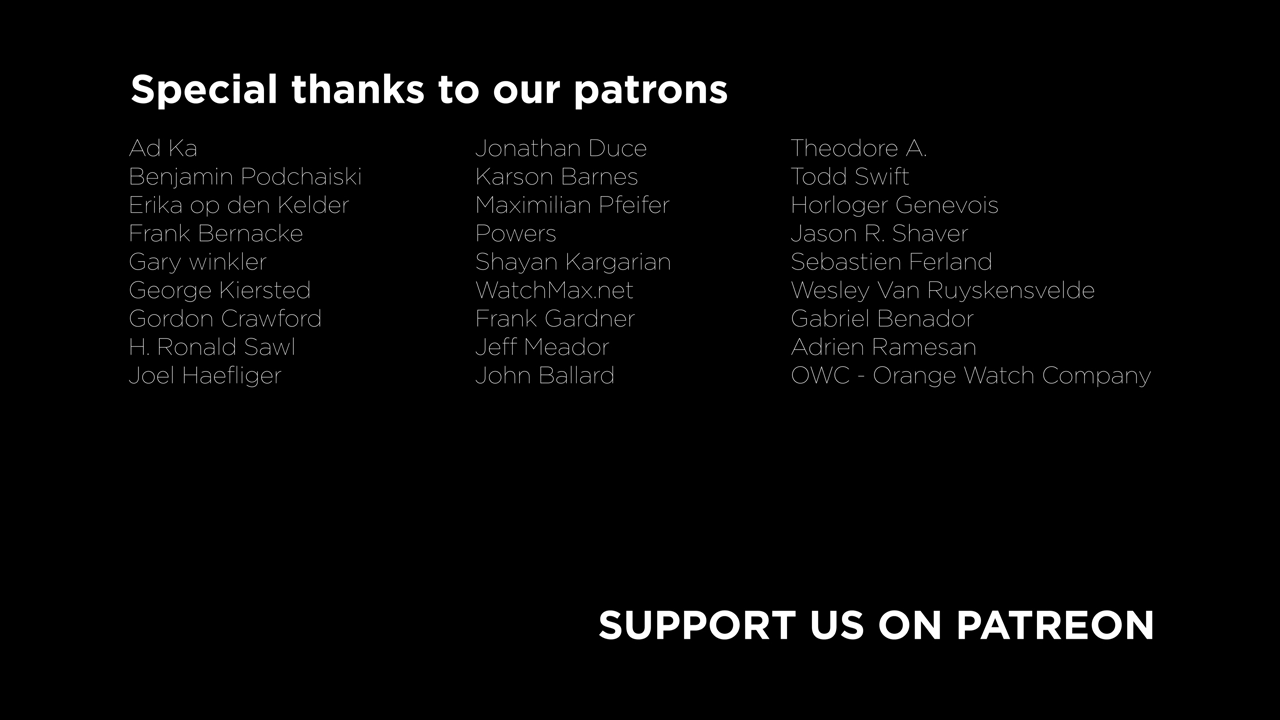 Special thanks to our patrons
Ad Ka
Benjamin Podchaiski
Erika op den Kelder
Frank Bernacke
Gary winkler
George Kiersted
Gordon Crawford
H. Ronald Sawl
Joel Haefliger
Jonathan Duce
Karson Barnes
Maximilian Pfeifer
Powers
Shayan Kargarian
WatchMax.net
Frank Gardner
Jeff Meador
John Ballard
Theodore A.
Todd Swift
Horloger Genevois
Jason R. Shaver
Sebastien Ferland
Wesley Van Ruyskensvelde
Gabriel Benador
Adrien Ramesan
OWC - Orange Watch Company
SUPPORT US ON PATREON